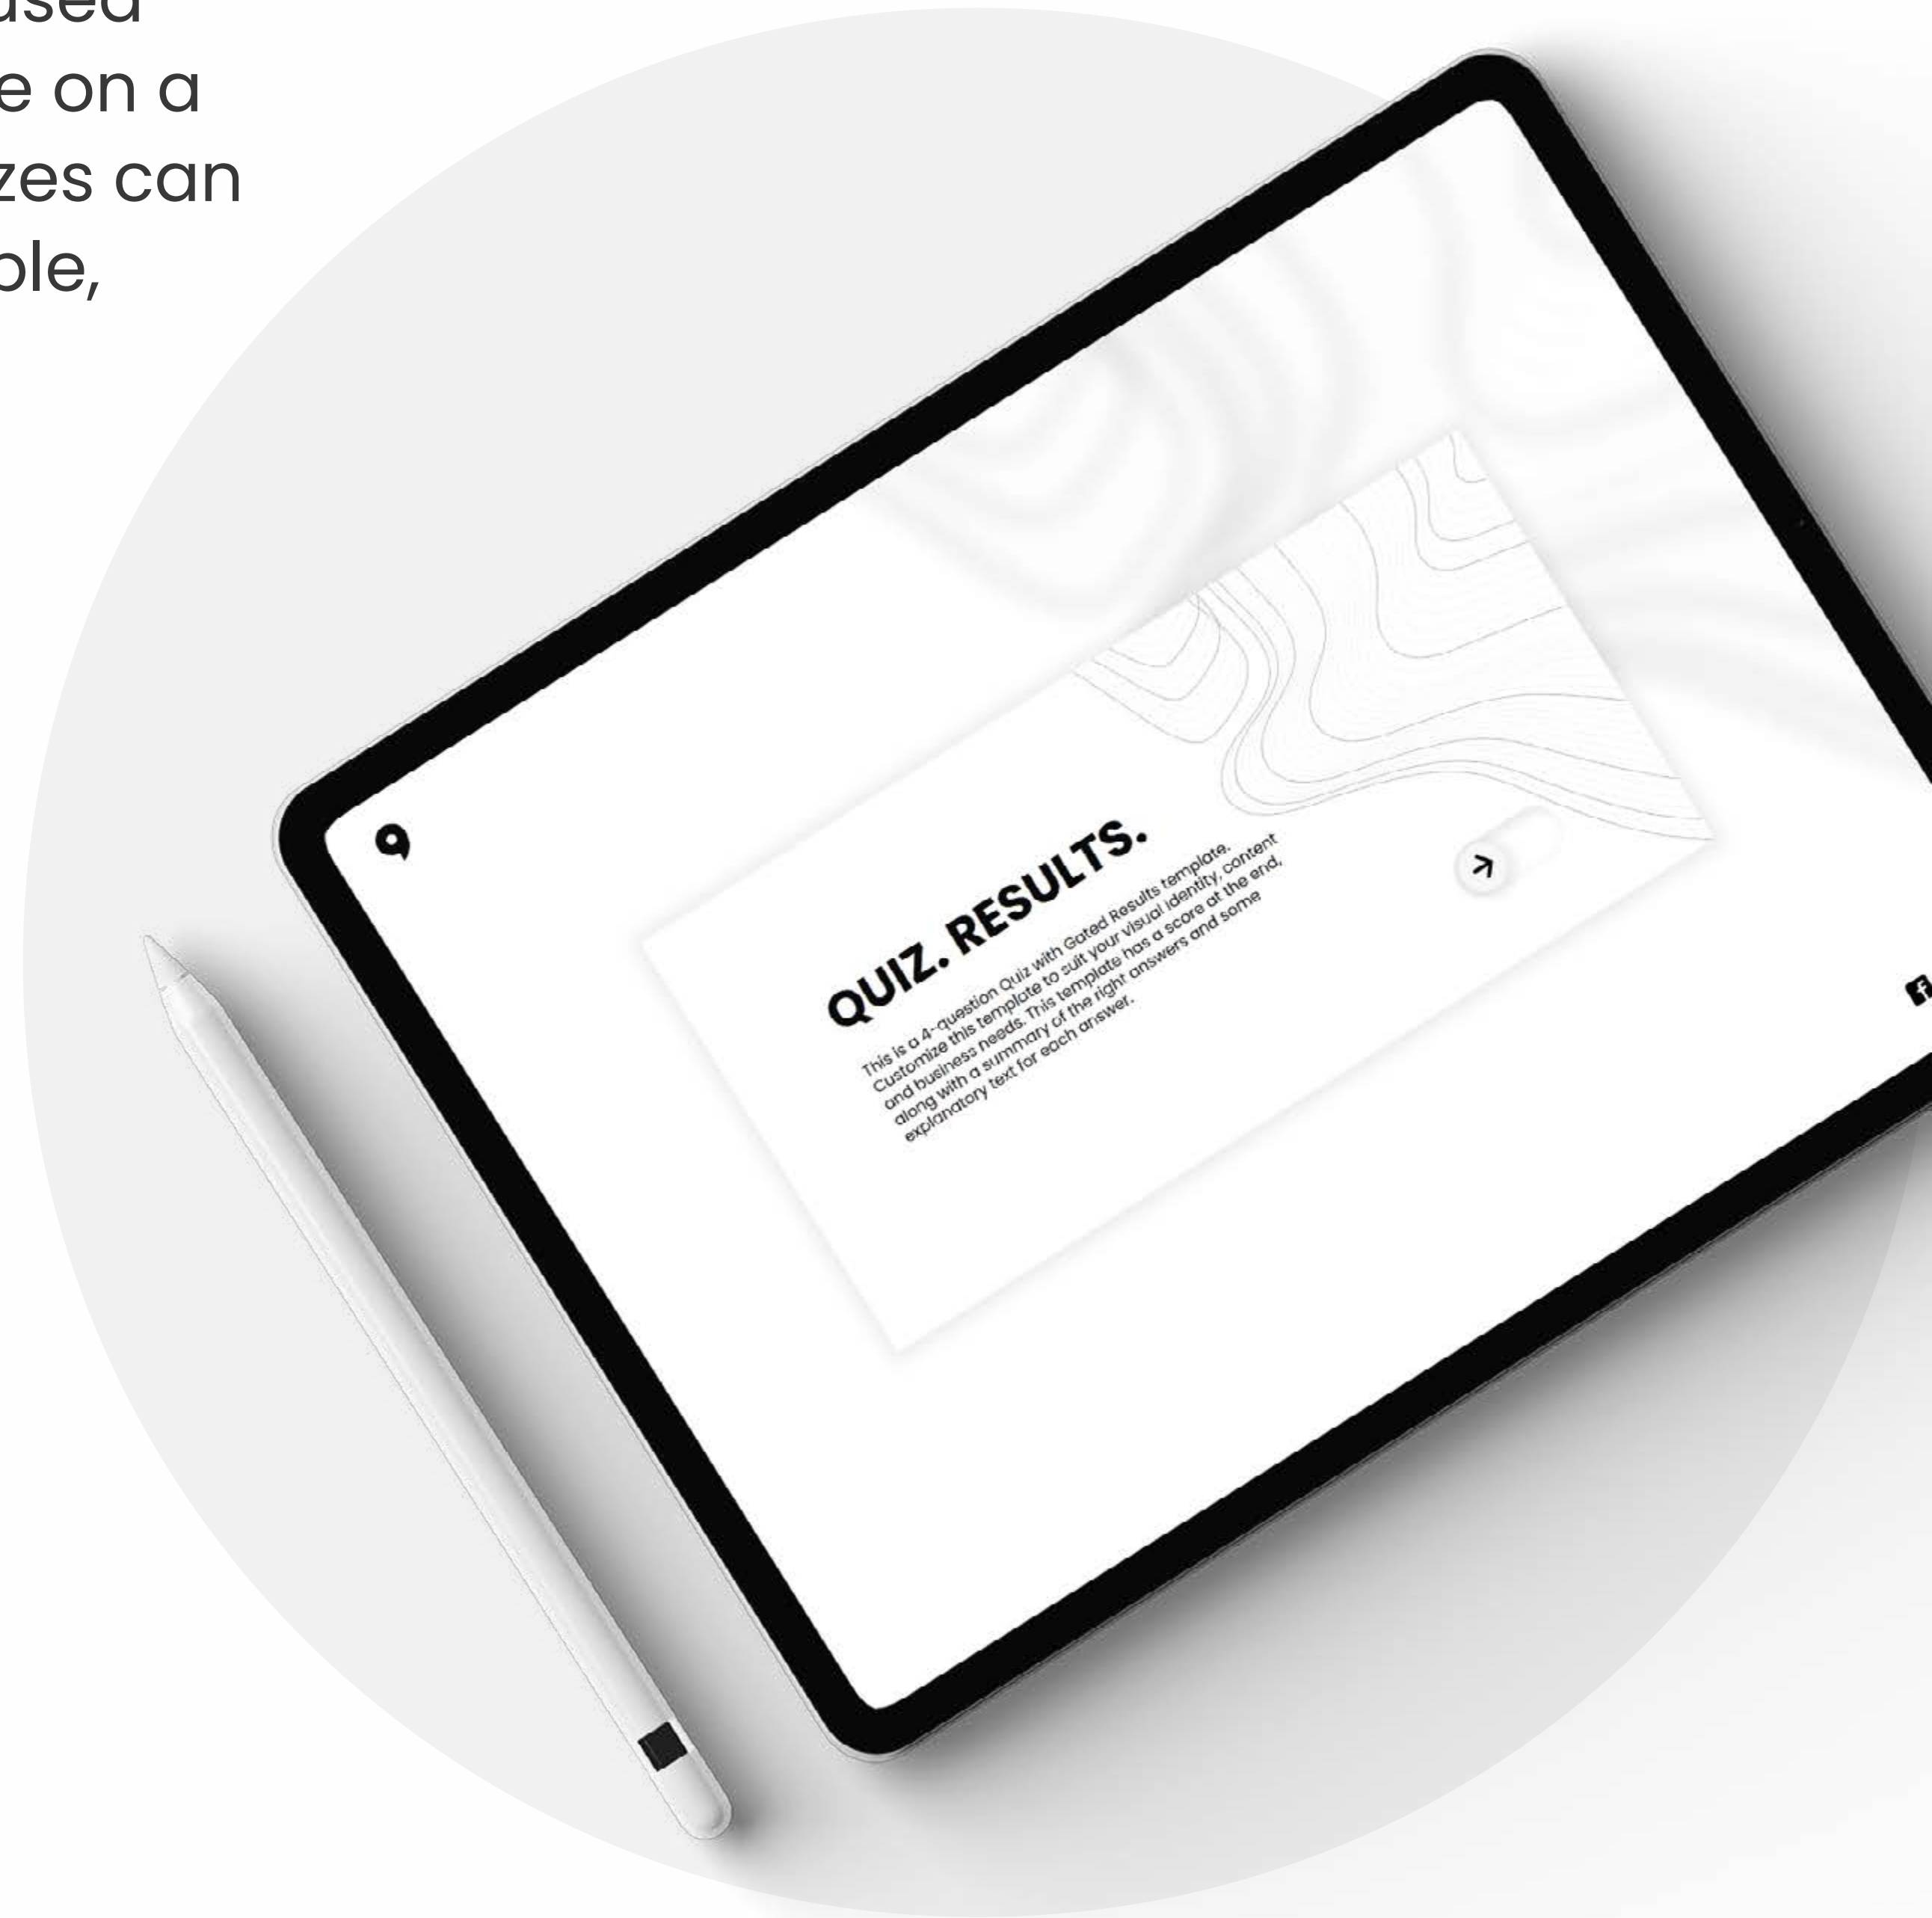 e on a
zes can
ble,
QUIZ. RESULTS.
This is a 4-question Quiz with Gated Results template.
Customize this template to suit your visual identity, content
and business needs. This template has a score at the end,
along with a summary of the right answers and some
explanatory text for each answer.